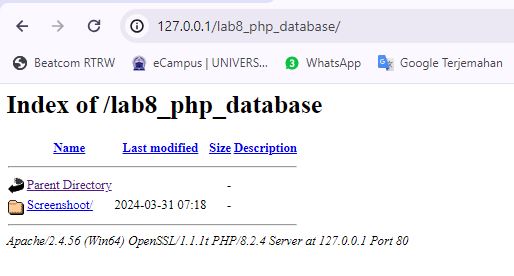 127.0.0.1/lab8_php_database/
Beatcom RTRW eCampus | UNIVERS... WhatsApp Google Terjemahan
Index of /lab8_php_database
Name Last modified Size Description
Parent Directory -
Screenshoot/ 2024-03-31 07:18 -
Apache/2.4.56 (Win64) OpenSSL/1.1.1t PHP/8.2.4 Server at 127.0.0.1 Port 80